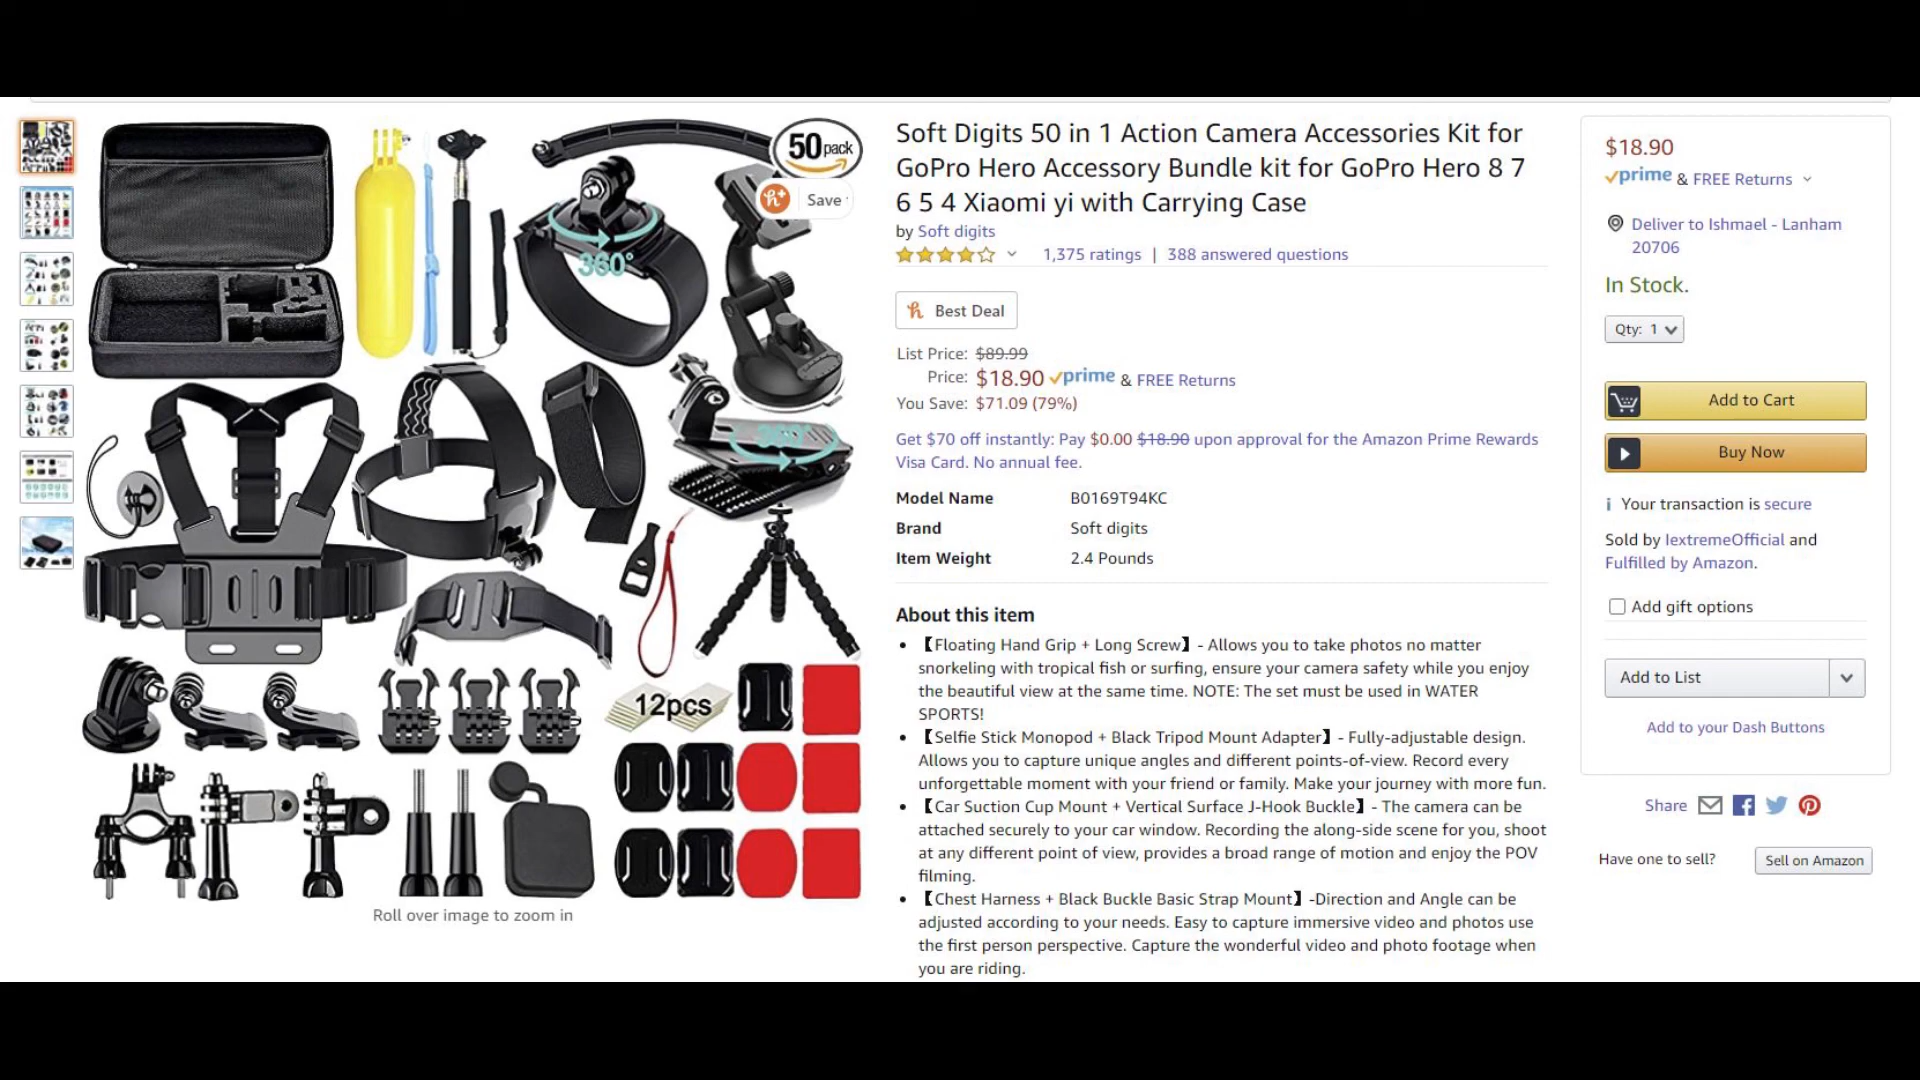 50 pack
Save
360°
360°
12pcs
Roll over image to zoom in
Soft Digits 50 in 1 Action Camera Accessories Kit for
GoPro Hero Accessory Bundle kit for GoPro Hero 8 7
6 5 4 Xiaomi yi with Carrying Case
by Soft digits
1,375 ratings | 388 answered questions
Best Deal
List Price: $89.99
Price: $18.90 prime & FREE Returns
You Save: $71.09 (79%)
Get $70 off instantly: Pay $0.00 $18.90 upon approval for the Amazon Prime Rewards
Visa Card. No annual fee.
Model Name B0169T94KC
Brand Soft digits
Item Weight 2.4 Pounds
About this item
• 【Floating Hand Grip + Long Screw】- Allows you to take photos no matter
snorkeling with tropical fish or surfing, ensure your camera safety while you enjoy
the beautiful view at the same time. NOTE: The set must be used in WATER
SPORTS!
• 【Selfie Stick Monopod + Black Tripod Mount Adapter】- Fully-adjustable design.
Allows you to capture unique angles and different points-of-view. Record every
unforgettable moment with your friend or family. Make your journey with more fun.
• 【Car Suction Cup Mount + Vertical Surface J-Hook Buckle】- The camera can be
attached securely to your car window. Recording the along-side scene for you, shoot
at any different point of view, provides a broad range of motion and enjoy the POV
filming.
• 【Chest Harness + Black Buckle Basic Strap Mount】-Direction and Angle can be
adjusted according to your needs. Easy to capture immersive video and photos use
the first person perspective. Capture the wonderful video and photo footage when
you are riding.
$18.90
prime & FREE Returns
Deliver to Ishmael - Lanham
20706
In Stock.
Qty: 1
Add to Cart
Buy Now
Your transaction is secure
Sold by IextremeOfficial and
Fulfilled by Amazon.
Add gift options
Add to List
Add to your Dash Buttons
Share
Have one to sell? Sell on Amazon